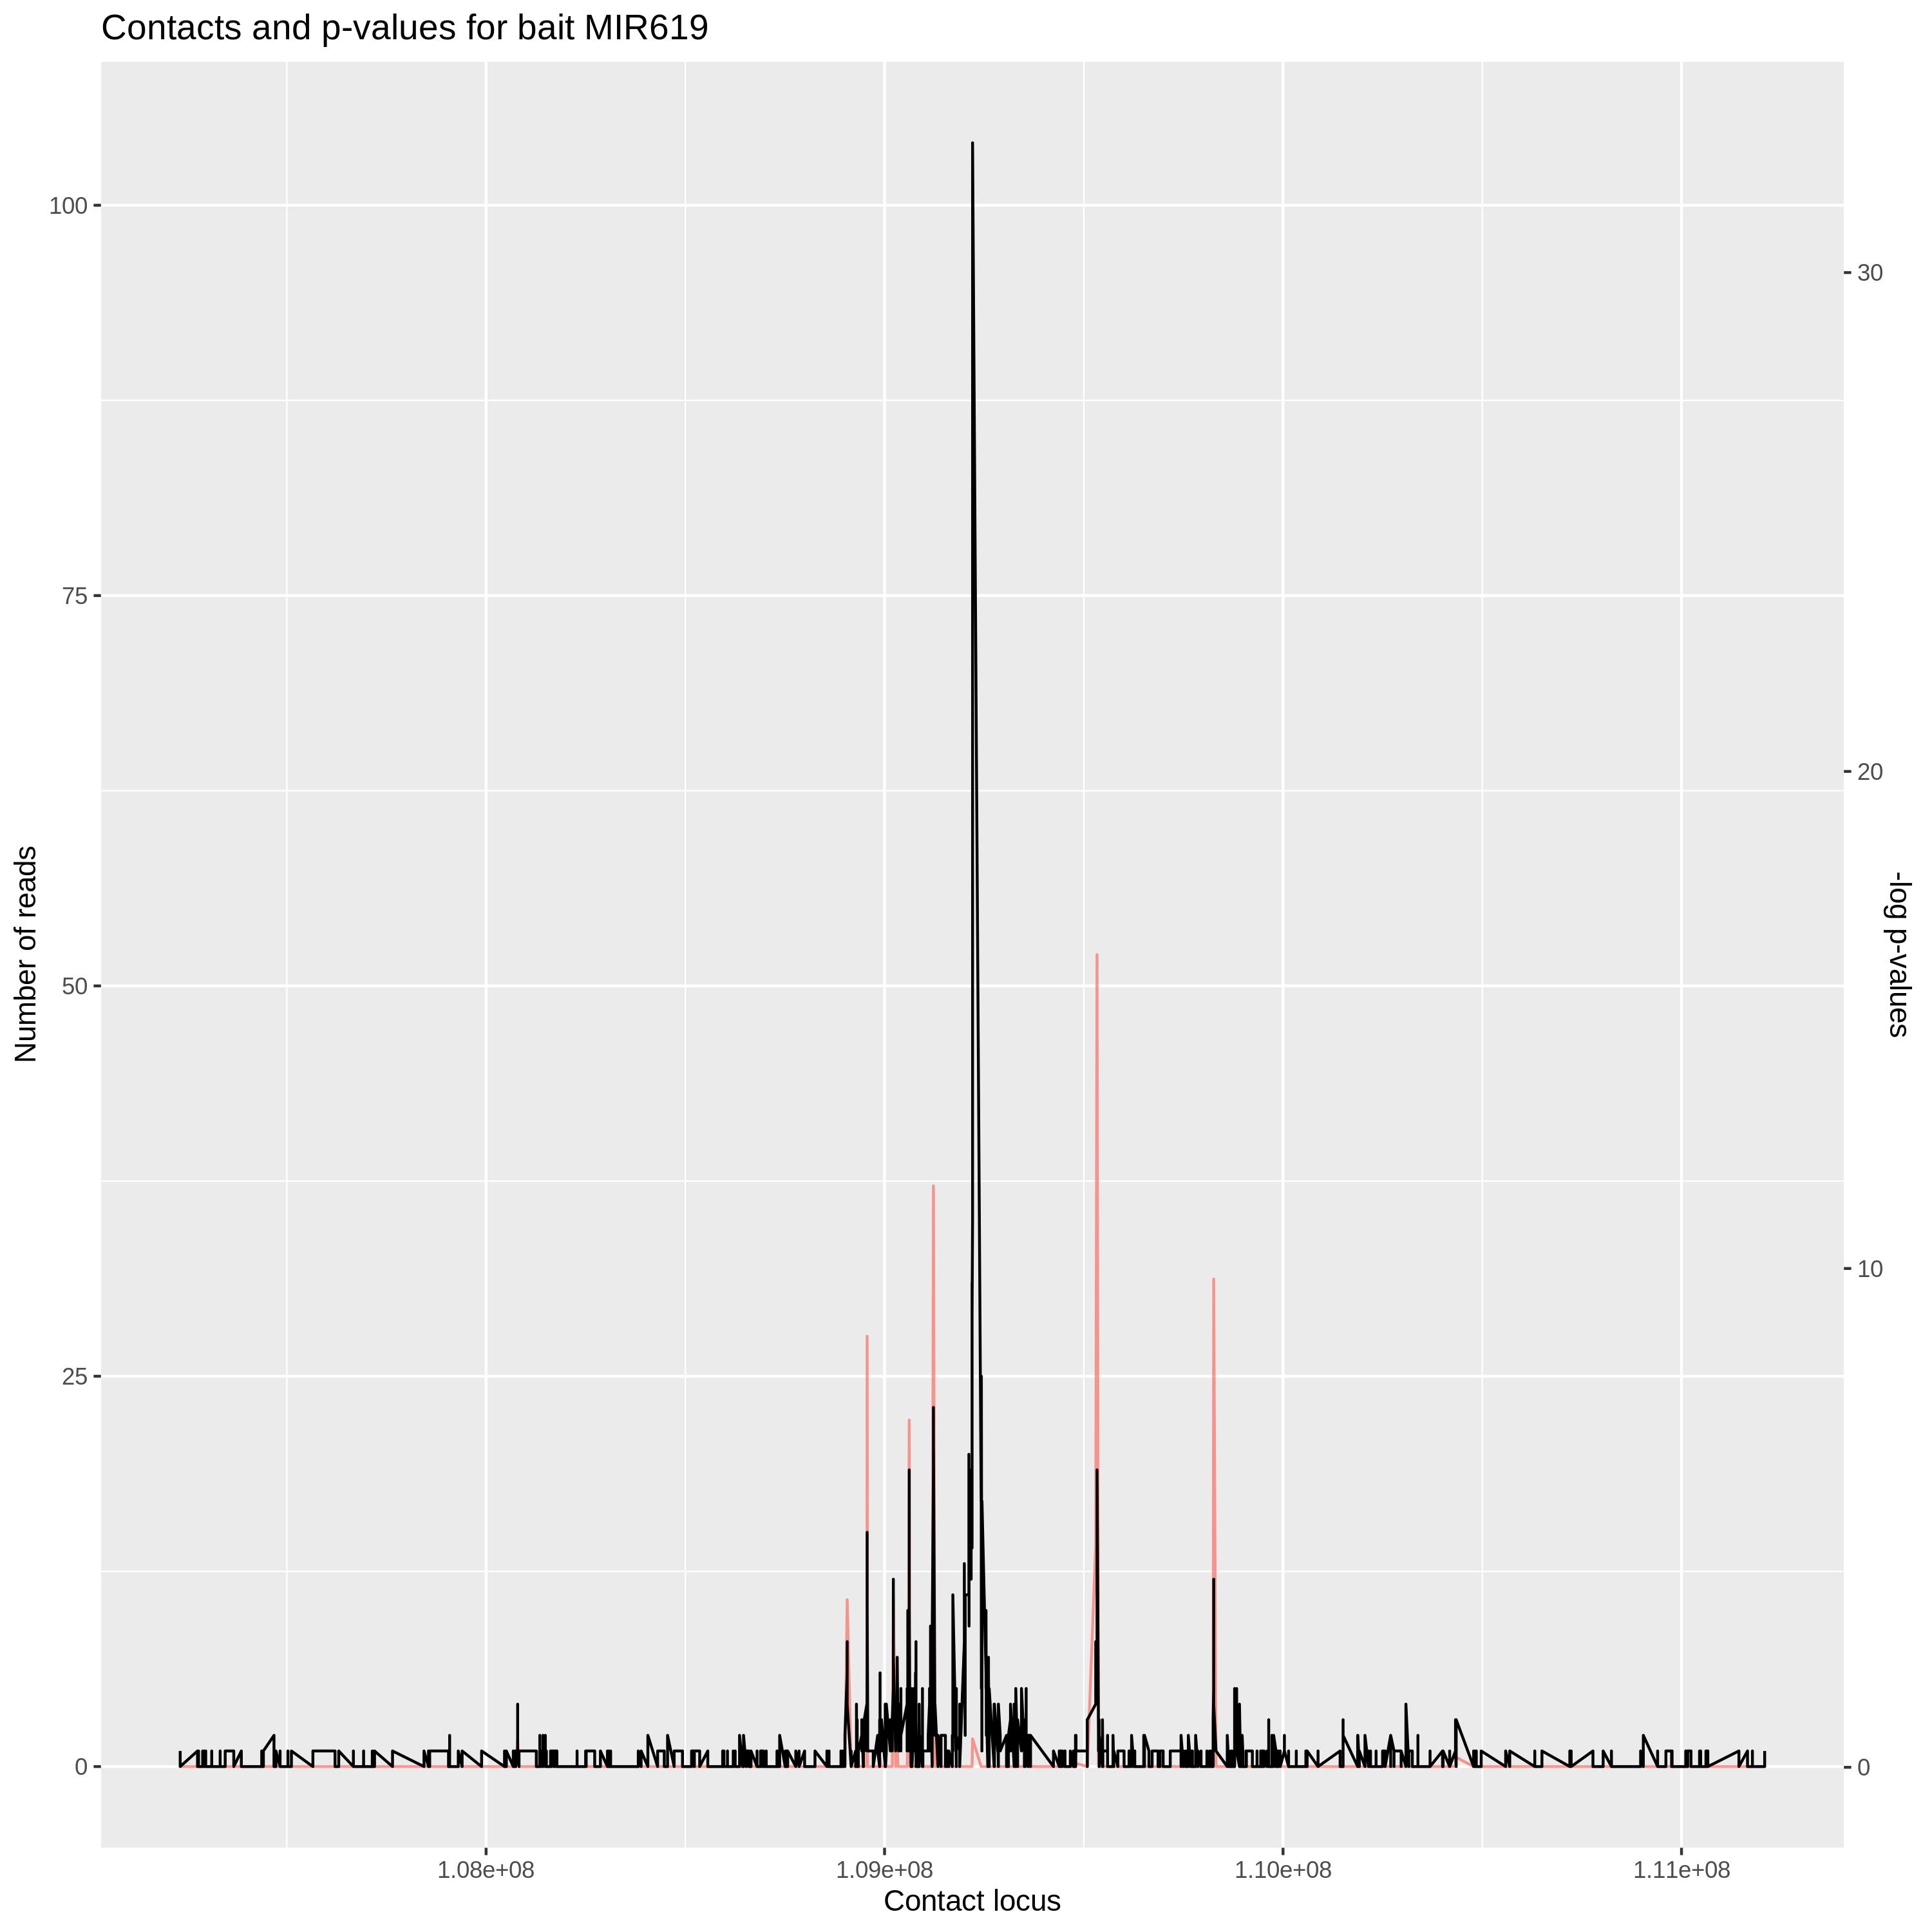 Contacts and p-values for bait MIR619
100
75
50
25
0
Number of reads
30
20
10
0
-log p-values
1.08e+08
1.09e+08
1.10e+08
1.11e+08
Contact locus